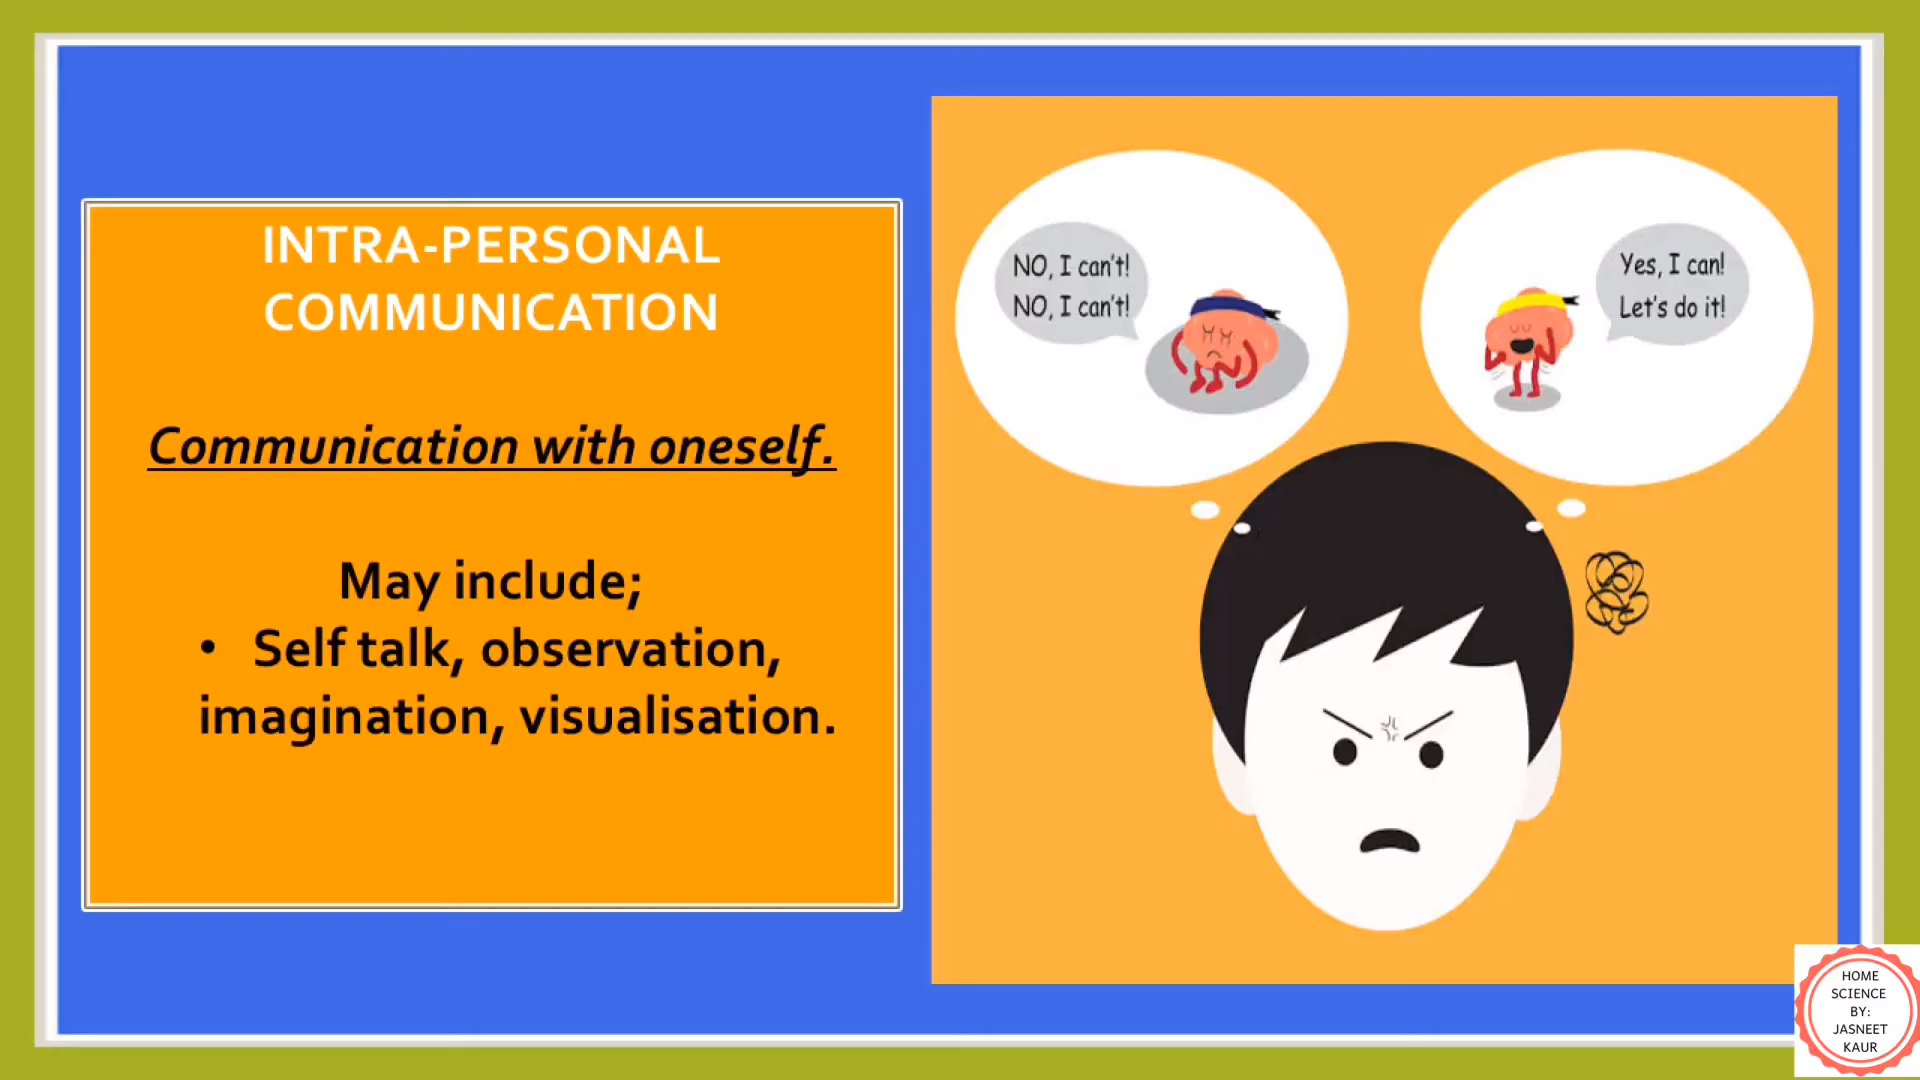 INTRA-PERSONAL
COMMUNICATION
Communication with oneself.
May include;
• Self talk, observation,
imagination, visualisation.
NO, I can't!
NO, I can't!
Yes, I can!
Let's do it!
HOME
SCIENCE
BY:
JASNEET
KAUR